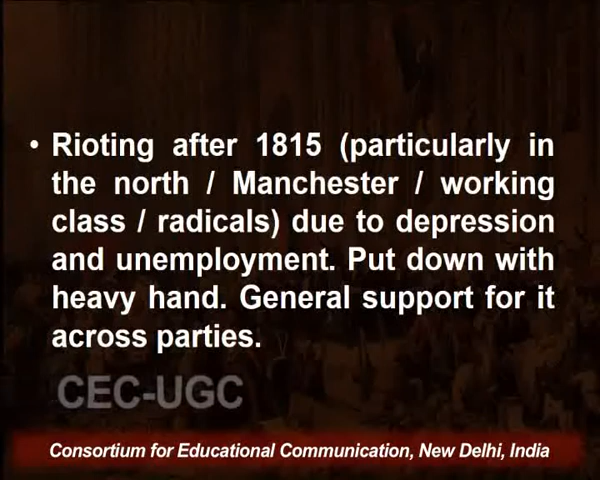 • Rioting after 1815 (particularly in
the north / Manchester / working
class / radicals) due to depression
and unemployment. Put down with
heavy hand. General support for it
across parties.
CEC-UGC
Consortium for Educational Communication, New Delhi, India